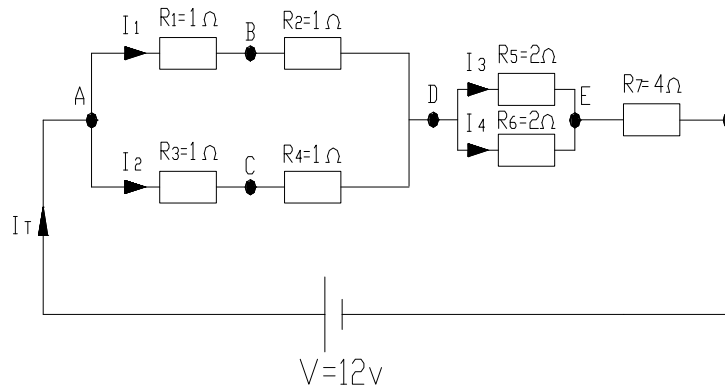 I1 R1=1Ω B R2=1Ω
A D I3 R5=2Ω E R7=4Ω
I4 R6=2Ω
I2 R3=1Ω C R4=1Ω
IT
V=12v